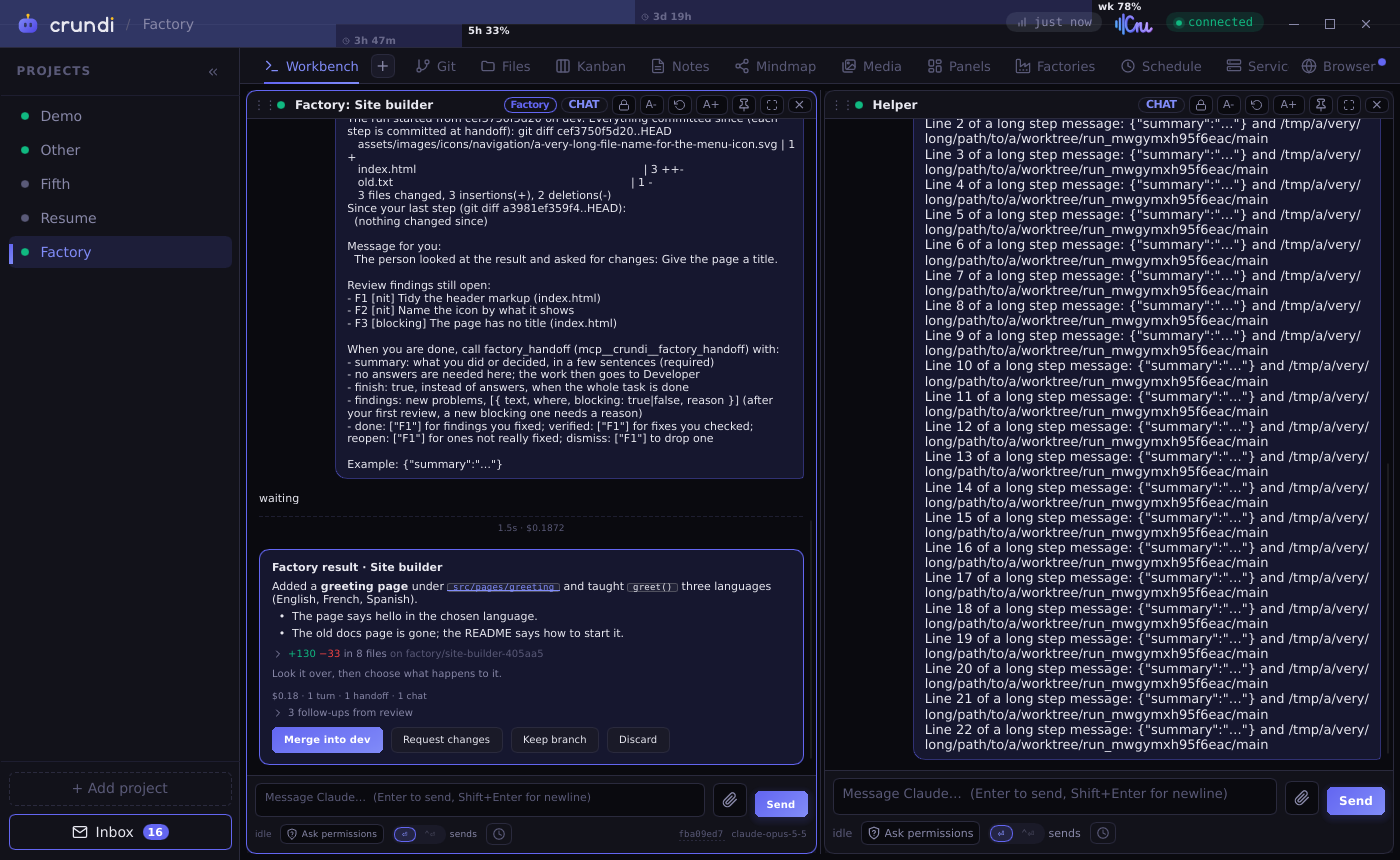 crundi / Factory
3d 19h
3h 47m
5h 33%
wk 78%
just now
Cru
connected
PROJECTS
«
Demo
Other
Fifth
Resume
Factory
+ Add project
Inbox 16
Workbench
+
Git
Files
Kanban
Notes
Mindmap
Media
Panels
Factories
Schedule
Servic
Browser
Factory: Site builder
Factory
CHAT
A-
A+
step is committed at handoff): git diff cef3750f5d20..HEAD
assets/images/icons/navigation/a-very-long-file-name-for-the-menu-icon.svg | 1
+
index.html | 3 ++-
old.txt | 1 -
3 files changed, 3 insertions(+), 2 deletions(-)
Since your last step (git diff a3981ef359f4..HEAD):
(nothing changed since)
Message for you:
The person looked at the result and asked for changes: Give the page a title.
Review findings still open:
- F1 [nit] Tidy the header markup (index.html)
- F2 [nit] Name the icon by what it shows
- F3 [blocking] The page has no title (index.html)
When you are done, call factory_handoff (mcp__crundi__factory_handoff) with:
- summary: what you did or decided, in a few sentences (required)
- no answers are needed here; the work then goes to Developer
- finish: true, instead of answers, when the whole task is done
- findings: new problems, [{ text, where, blocking: true|false, reason }] (after
your first review, a new blocking one needs a reason)
- done: ["F1"] for findings you fixed; verified: ["F1"] for fixes you checked;
reopen: ["F1"] for ones not really fixed; dismiss: ["F1"] to drop one
Example: {"summary":"..."}
waiting
1.5s · $0.1872
Factory result · Site builder
Added a greeting page under src/pages/greeting and taught greet() three languages
(English, French, Spanish).
• The page says hello in the chosen language.
• The old docs page is gone; the README says how to start it.
+130 −33 in 8 files on factory/site-builder-405aa5
Look it over, then choose what happens to it.
$0.18 · 1 turn · 1 handoff · 1 chat
3 follow-ups from review
Merge into dev
Request changes
Keep branch
Discard
Message Claude… (Enter to send, Shift+Enter for newline)
Send
idle
Ask permissions
sends
fba09ed7
claude-opus-5-5
Helper
CHAT
A-
A+
Line 2 of a long step message: {"summary":"..."} and /tmp/a/very/
long/path/to/a/worktree/run_mwgymxh95f6eac/main
Line 3 of a long step message: {"summary":"..."} and /tmp/a/very/
long/path/to/a/worktree/run_mwgymxh95f6eac/main
Line 4 of a long step message: {"summary":"..."} and /tmp/a/very/
long/path/to/a/worktree/run_mwgymxh95f6eac/main
Line 5 of a long step message: {"summary":"..."} and /tmp/a/very/
long/path/to/a/worktree/run_mwgymxh95f6eac/main
Line 6 of a long step message: {"summary":"..."} and /tmp/a/very/
long/path/to/a/worktree/run_mwgymxh95f6eac/main
Line 7 of a long step message: {"summary":"..."} and /tmp/a/very/
long/path/to/a/worktree/run_mwgymxh95f6eac/main
Line 8 of a long step message: {"summary":"..."} and /tmp/a/very/
long/path/to/a/worktree/run_mwgymxh95f6eac/main
Line 9 of a long step message: {"summary":"..."} and /tmp/a/very/
long/path/to/a/worktree/run_mwgymxh95f6eac/main
Line 10 of a long step message: {"summary":"..."} and /tmp/a/very/
long/path/to/a/worktree/run_mwgymxh95f6eac/main
Line 11 of a long step message: {"summary":"..."} and /tmp/a/very/
long/path/to/a/worktree/run_mwgymxh95f6eac/main
Line 12 of a long step message: {"summary":"..."} and /tmp/a/very/
long/path/to/a/worktree/run_mwgymxh95f6eac/main
Line 13 of a long step message: {"summary":"..."} and /tmp/a/very/
long/path/to/a/worktree/run_mwgymxh95f6eac/main
Line 14 of a long step message: {"summary":"..."} and /tmp/a/very/
long/path/to/a/worktree/run_mwgymxh95f6eac/main
Line 15 of a long step message: {"summary":"..."} and /tmp/a/very/
long/path/to/a/worktree/run_mwgymxh95f6eac/main
Line 16 of a long step message: {"summary":"..."} and /tmp/a/very/
long/path/to/a/worktree/run_mwgymxh95f6eac/main
Line 17 of a long step message: {"summary":"..."} and /tmp/a/very/
long/path/to/a/worktree/run_mwgymxh95f6eac/main
Line 18 of a long step message: {"summary":"..."} and /tmp/a/very/
long/path/to/a/worktree/run_mwgymxh95f6eac/main
Line 19 of a long step message: {"summary":"..."} and /tmp/a/very/
long/path/to/a/worktree/run_mwgymxh95f6eac/main
Line 20 of a long step message: {"summary":"..."} and /tmp/a/very/
long/path/to/a/worktree/run_mwgymxh95f6eac/main
Line 21 of a long step message: {"summary":"..."} and /tmp/a/very/
long/path/to/a/worktree/run_mwgymxh95f6eac/main
Line 22 of a long step message: {"summary":"..."} and /tmp/a/very/
long/path/to/a/worktree/run_mwgymxh95f6eac/main
Message Claude… (Enter to send, Shift+Enter for newline)
Send
idle
Ask permissions
sends